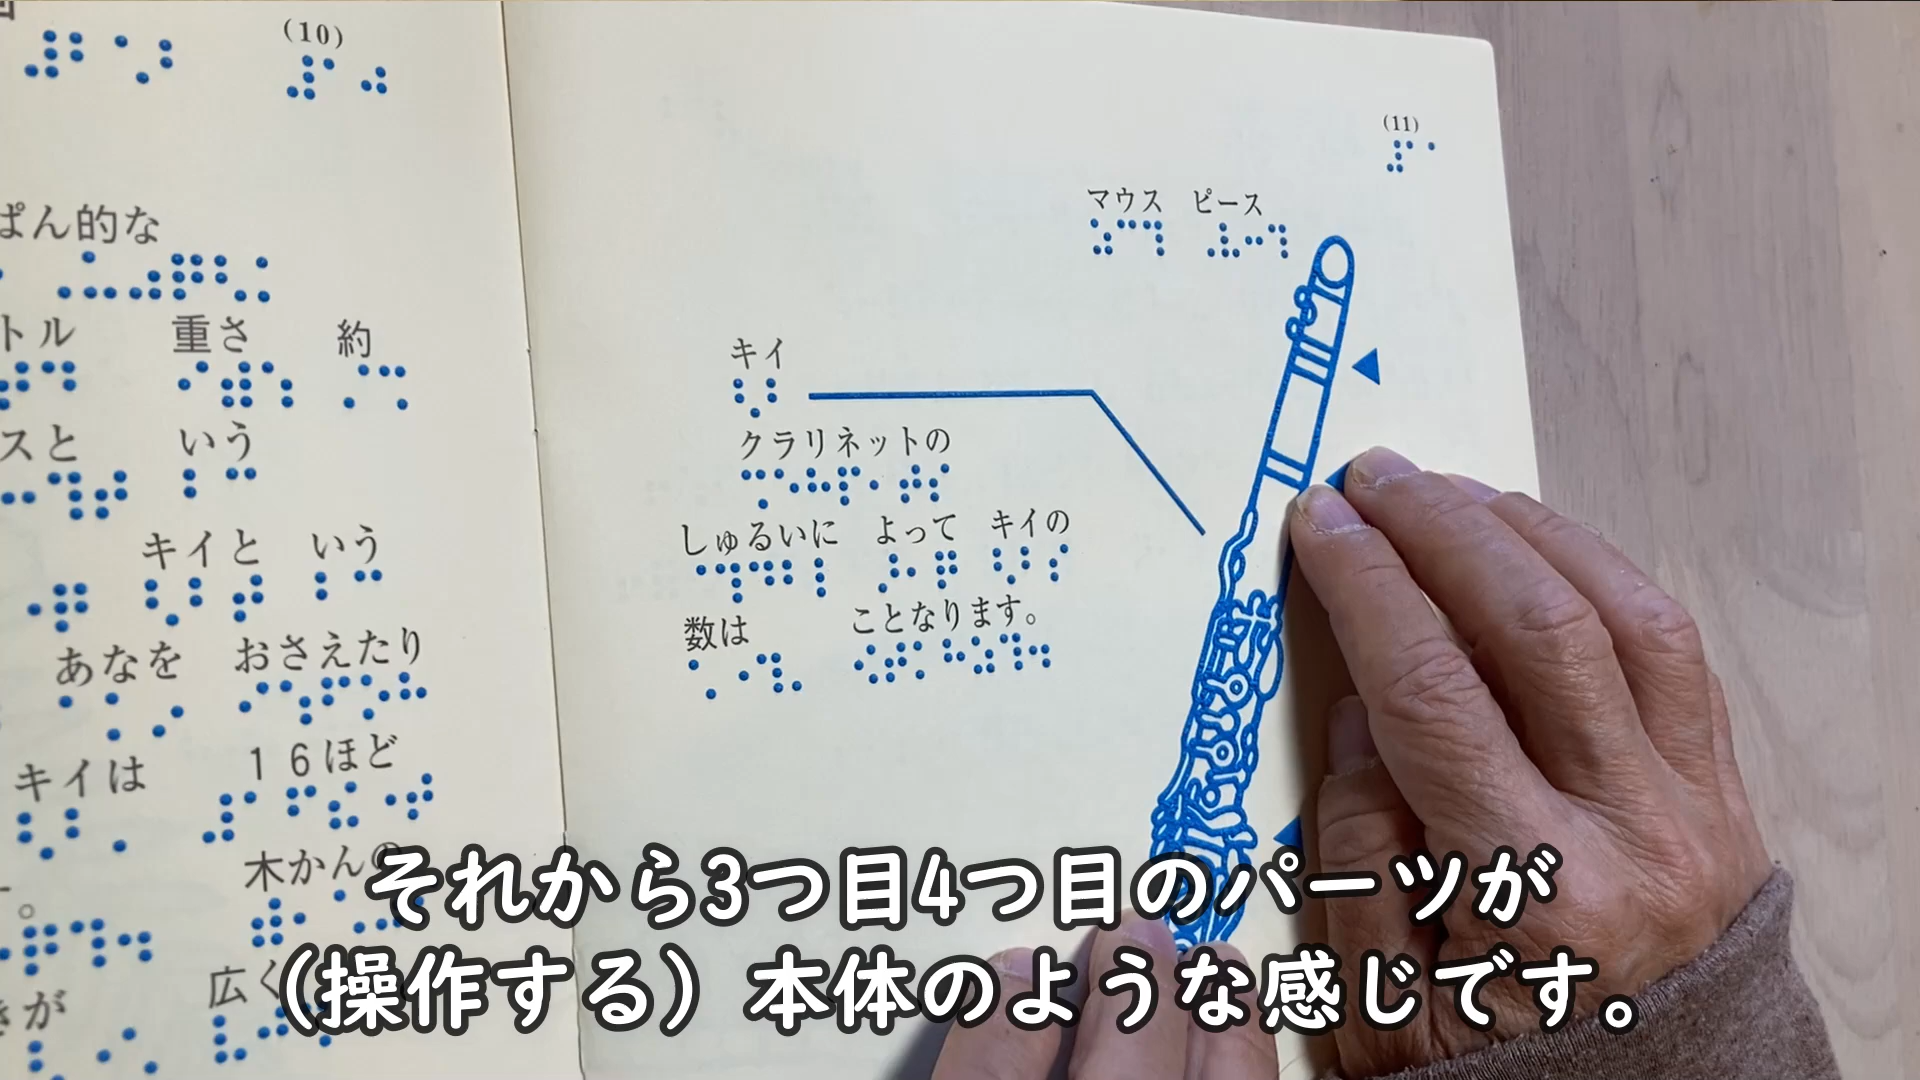 (10)
ぱん的な
トル　重さ　約
スと　いう
キイと　いう
あなを　おさえたり
キイは　16ほど
木かんの
。
広く
きが
(11)
マウス　ピース
キイ
クラリネットの
しゅるいに　よって　キイの
数は　ことなります。
それから3つ目4つ目のパーツが
（操作する）本体のような感じです。